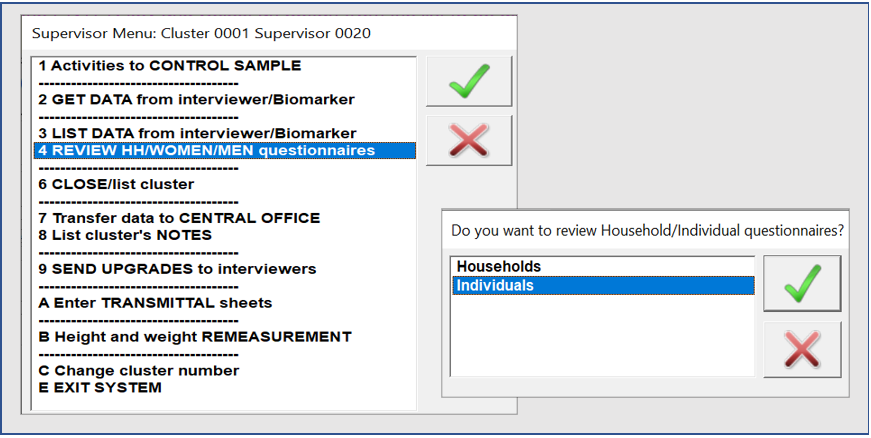 Supervisor Menu: Cluster 0001 Supervisor 0020
1 Activities to CONTROL SAMPLE
-------------------------------------
2 GET DATA from interviewer/Biomarker
-------------------------------------
3 LIST DATA from interviewer/Biomarker
4 REVIEW HH/WOMEN/MEN questionnaires
-------------------------------------
6 CLOSE/list cluster
-------------------------------------
7 Transfer data to CENTRAL OFFICE
8 List cluster's NOTES
-------------------------------------
9 SEND UPGRADES to interviewers
-------------------------------------
A Enter TRANSMITTAL sheets
-------------------------------------
B Height and weight REMEASUREMENT
-------------------------------------
C Change cluster number
E EXIT SYSTEM
Do you want to review Household/Individual questionnaires?
Households
Individuals